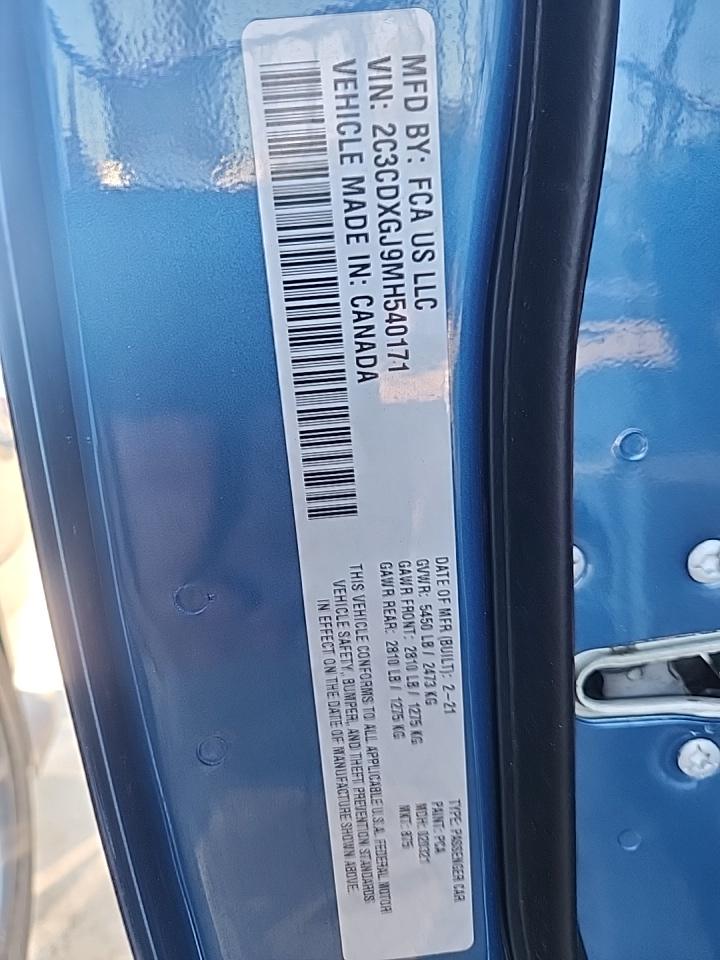 MFD BY: FCA US LLC
VIN: 2C3CDXGJ9MH540171
VEHICLE MADE IN: CANADA
DATE OF MFR (BUILT): 2-21
GVWR: 5450 LB / 2473 KG
GAWR FRONT: 2810 LB / 1275 KG
GAWR REAR: 2810 LB / 1275 KG
THIS VEHICLE CONFORMS TO ALL APPLICABLE U.S.A. FEDERAL MOTOR
VEHICLE SAFETY, BUMPER, AND THEFT PREVENTION STANDARDS
IN EFFECT ON THE DATE OF MANUFACTURE SHOWN ABOVE.
TYPE: PASSENGER CAR
PAINT: PCA
MDH:
MKT: